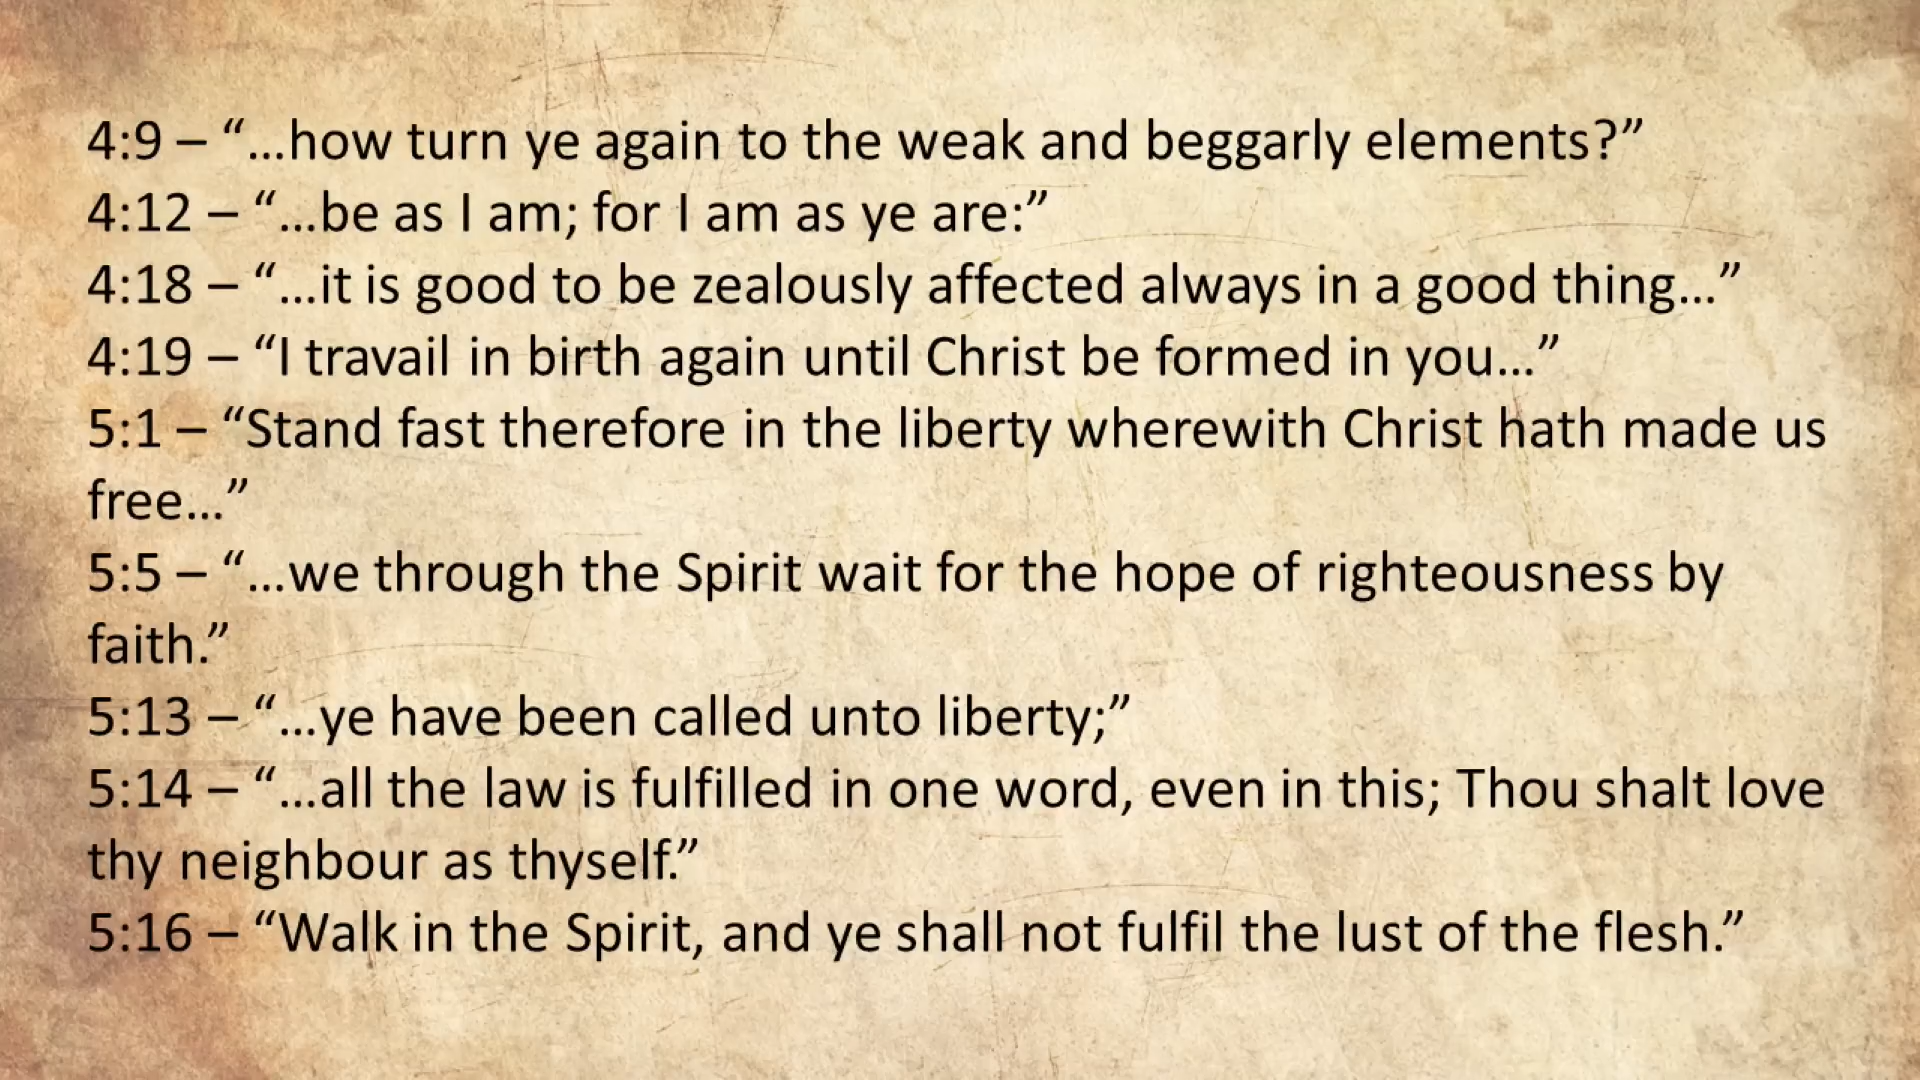 4:9 – “...how turn ye again to the weak and beggarly elements?”
4:12 – “...be as I am; for I am as ye are:”
4:18 – “...it is good to be zealously affected always in a good thing...”
4:19 – “I travail in birth again until Christ be formed in you...”
5:1 – “Stand fast therefore in the liberty wherewith Christ hath made us
free...”
5:5 – “...we through the Spirit wait for the hope of righteousness by
faith.”
5:13 – “...ye have been called unto liberty;”
5:14 – “...all the law is fulfilled in one word, even in this; Thou shalt love
thy neighbour as thyself.”
5:16 – “Walk in the Spirit, and ye shall not fulfil the lust of the flesh.”